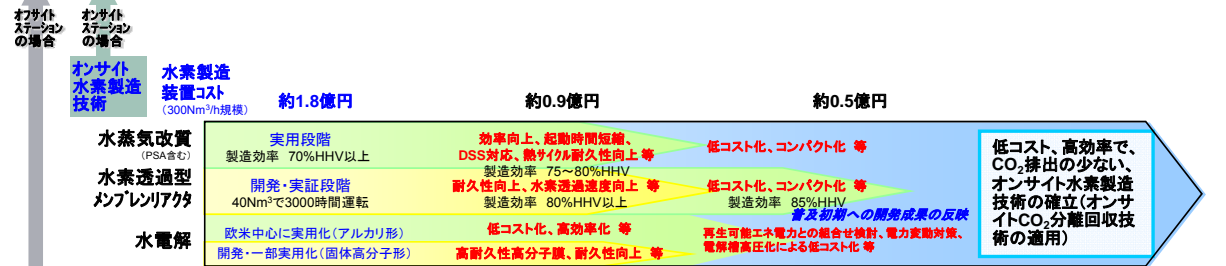 オフサイト
ステーション
の場合
オンサイト
ステーション
の場合
オンサイト
水素製造
技術
水素製造
装置コスト
(300Nm³/h規模)
約1.8億円
約0.9億円
約0.5億円
水蒸気改質
(PSA含む)
実用段階
製造効率 70%HHV以上
効率向上、起動時間短縮、
DSS対応、熱サイクル耐久性向上 等
製造効率 75～80%HHV
低コスト化、コンパクト化 等
水素透過型
メンブレンリアクタ
開発・実証段階
40Nm³で3000時間運転
耐久性向上、水素透過速度向上 等
製造効率 80%HHV以上
低コスト化、コンパクト化 等
製造効率 85%HHV
普及初期への開発成果の反映
水電解
欧米中心に実用化(アルカリ形)
開発・一部実用化(固体高分子形)
低コスト化、高効率化 等
高耐久性高分子膜、耐久性向上 等
再生可能エネ電力との組合せ検討、電力変動対策、
電解槽高圧化による低コスト化 等
低コスト、高効率で、
CO₂排出の少ない、
オンサイト水素製造
技術の確立(オンサ
イトCO₂分離回収技
術の適用)